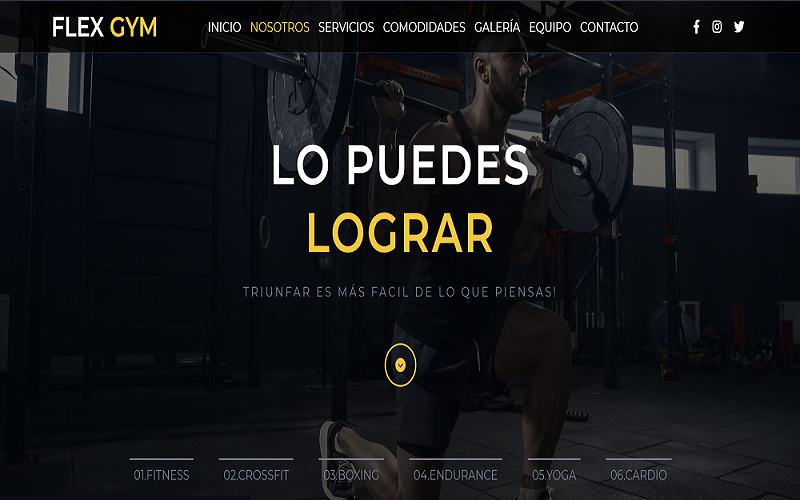 FLEX GYM
INICIO NOSOTROS SERVICIOS COMODIDADES GALERÍA EQUIPO CONTACTO
LO PUEDES
LOGRAR
TRIUNFAR ES MÁS FACIL DE LO QUE PIENSAS!
01.FITNESS 02.CROSSFIT 03.BOXING 04.ENDURANCE 05.YOGA 06.CARDIO